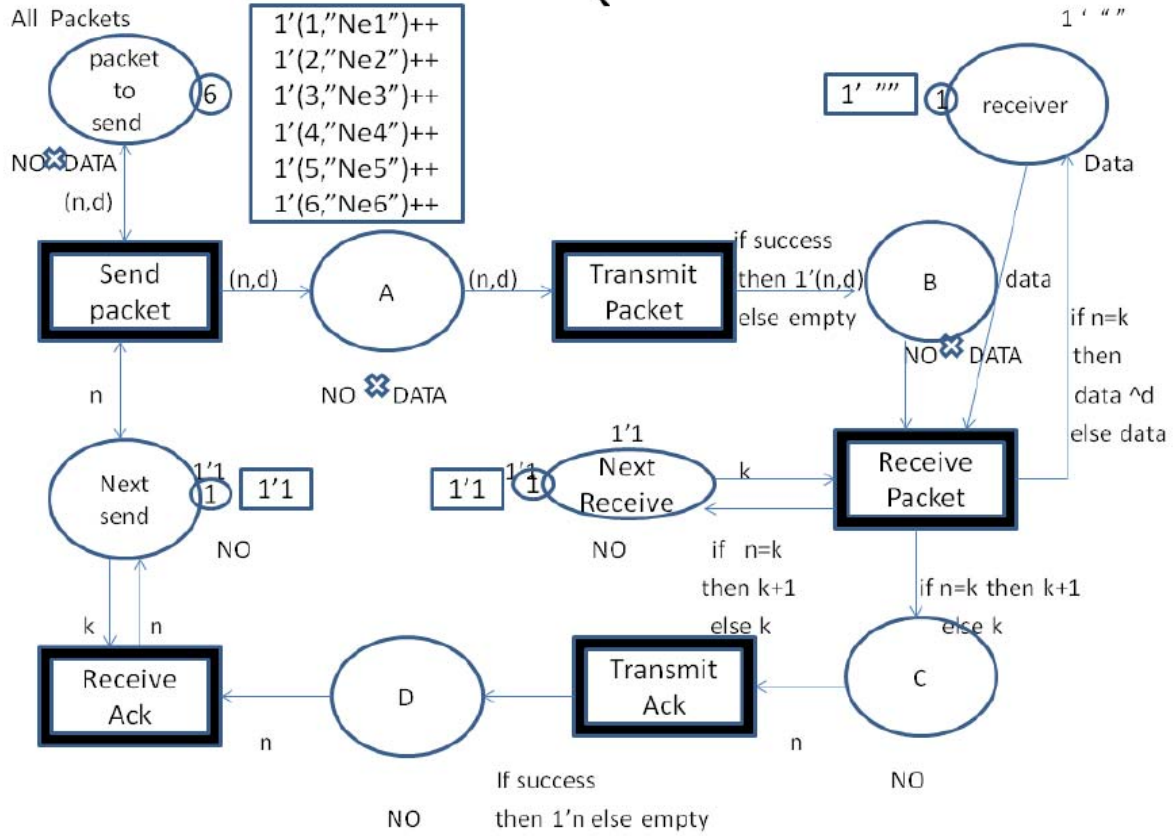 All Packets
packet
to
send
6
1'(1,"Ne1")++
1'(2,"Ne2")++
1'(3,"Ne3")++
1'(4,"Ne4")++
1'(5,"Ne5")++
1'(6,"Ne6")++
1 ' “ ”
1' ""
1
receiver
NO DATA
(n,d)
Data
Send
packet
(n,d)
A
(n,d)
Transmit
Packet
if success
then 1'(n,d)
else empty
B
data
NO DATA
NO DATA
if n=k
then
data ^d
else data
n
Next
send
1'1
1
1'1
NO
1'1
1'1
1'1
1
Next
Receive
NO
k
Receive
Packet
if n=k
then k+1
else k
if n=k then k+1
else k
k
n
Receive
Ack
D
Transmit
Ack
C
n
n
NO
If success
then 1'n else empty
NO